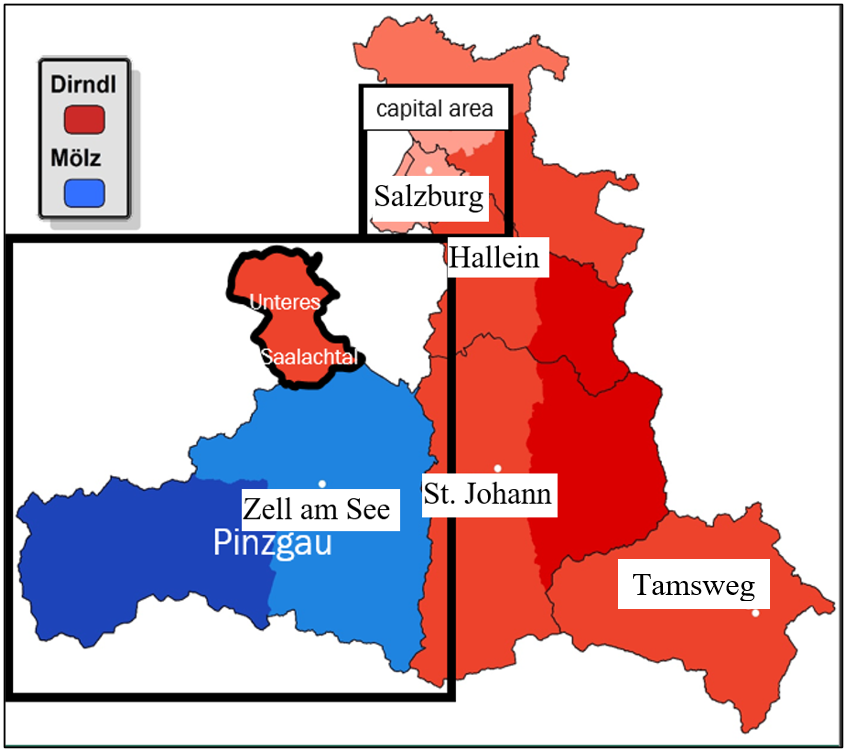 Dirndl
Mölz
capital area
Salzburg
Hallein
Unteres
Saalachtal
Zell am See
St. Johann
Pinzgau
Tamsweg